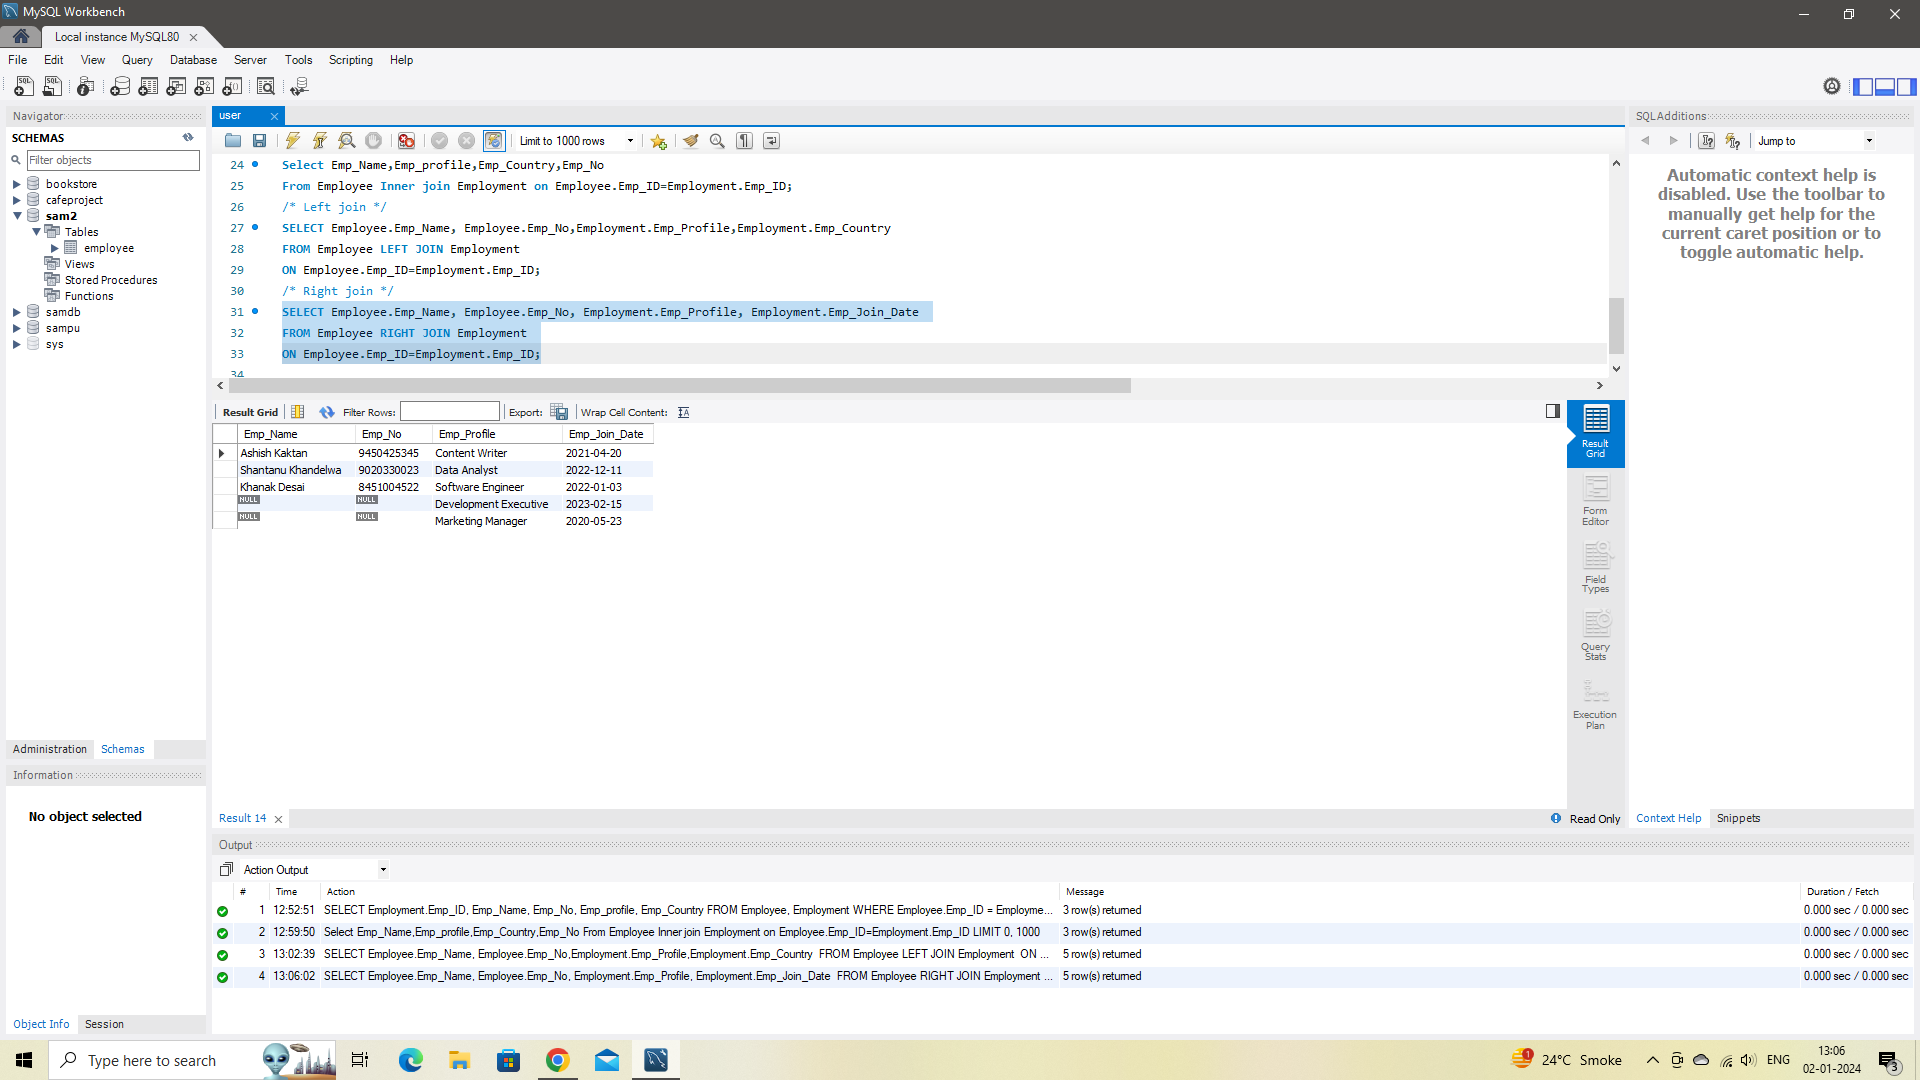 MySQL Workbench
Local instance MySQL80
File Edit View Query Database Server Tools Scripting Help
Navigator
SCHEMAS
Filter objects
bookstore
cafeproject
sam2
Tables
employee
Views
Stored Procedures
Functions
samdb
sampu
sys
Administration Schemas
Information
No object selected
Object Info Session
user
Limit to 1000 rows
24 Select Emp_Name,Emp_profile,Emp_Country,Emp_No
25 From Employee Inner join Employment on Employee.Emp_ID=Employment.Emp_ID;
26 /* Left join */
27 SELECT Employee.Emp_Name, Employee.Emp_No,Employment.Emp_Profile,Employment.Emp_Country
28 FROM Employee LEFT JOIN Employment
29 ON Employee.Emp_ID=Employment.Emp_ID;
30 /* Right join */
31 SELECT Employee.Emp_Name, Employee.Emp_No, Employment.Emp_Profile, Employment.Emp_Join_Date
32 FROM Employee RIGHT JOIN Employment
33 ON Employee.Emp_ID=Employment.Emp_ID;
34
Result Grid Filter Rows: Export: Wrap Cell Content:
Emp_Name Emp_No Emp_Profile Emp_Join_Date
Ashish Kaktan 9450425345 Content Writer 2021-04-20
Shantanu Khandelwa 9020330023 Data Analyst 2022-12-11
Khanak Desai 8451004522 Software Engineer 2022-01-03
NULL NULL Development Executive 2023-02-15
NULL NULL Marketing Manager 2020-05-23
Result
Grid
Form
Editor
Field
Types
Query
Stats
Execution
Plan
Result 14
Read Only
SQLAdditions
Jump to
Automatic context help is
disabled. Use the toolbar to
manually get help for the
current caret position or to
toggle automatic help.
Context Help Snippets
Output
Action Output
# Time Action Message Duration / Fetch
1 12:52:51 SELECT Employment.Emp_ID, Emp_Name, Emp_No, Emp_profile, Emp_Country FROM Employee, Employment WHERE Employee.Emp_ID = Employme... 3 row(s) returned 0.000 sec / 0.000 sec
2 12:59:50 Select Emp_Name,Emp_profile,Emp_Country,Emp_No From Employee Inner join Employment on Employee.Emp_ID=Employment.Emp_ID LIMIT 0, 1000 3 row(s) returned 0.000 sec / 0.000 sec
3 13:02:39 SELECT Employee.Emp_Name, Employee.Emp_No,Employment.Emp_Profile,Employment.Emp_Country FROM Employee LEFT JOIN Employment ON ... 5 row(s) returned 0.000 sec / 0.000 sec
4 13:06:02 SELECT Employee.Emp_Name, Employee.Emp_No, Employment.Emp_Profile, Employment.Emp_Join_Date FROM Employee RIGHT JOIN Employment ... 5 row(s) returned 0.000 sec / 0.000 sec
Type here to search
1
24°C Smoke
ENG
13:06
02-01-2024
3